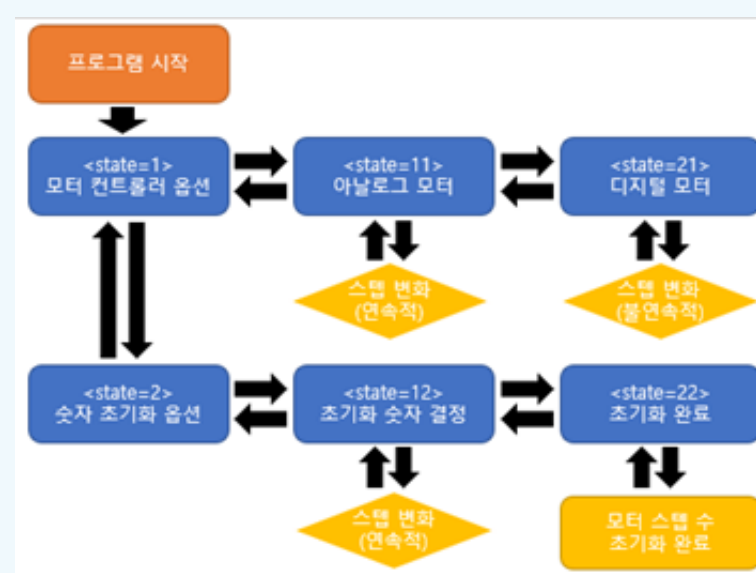 프로그램 시작
<state=1>
모터 컨트롤러 옵션
<state=11>
아날로그 모터
<state=21>
디지털 모터
스텝 변화
(연속적)
스텝 변화
(불연속적)
<state=2>
숫자 초기화 옵션
<state=12>
초기화 숫자 결정
<state=22>
초기화 완료
스텝 변화
(연속적)
모터 스텝 수
초기화 완료